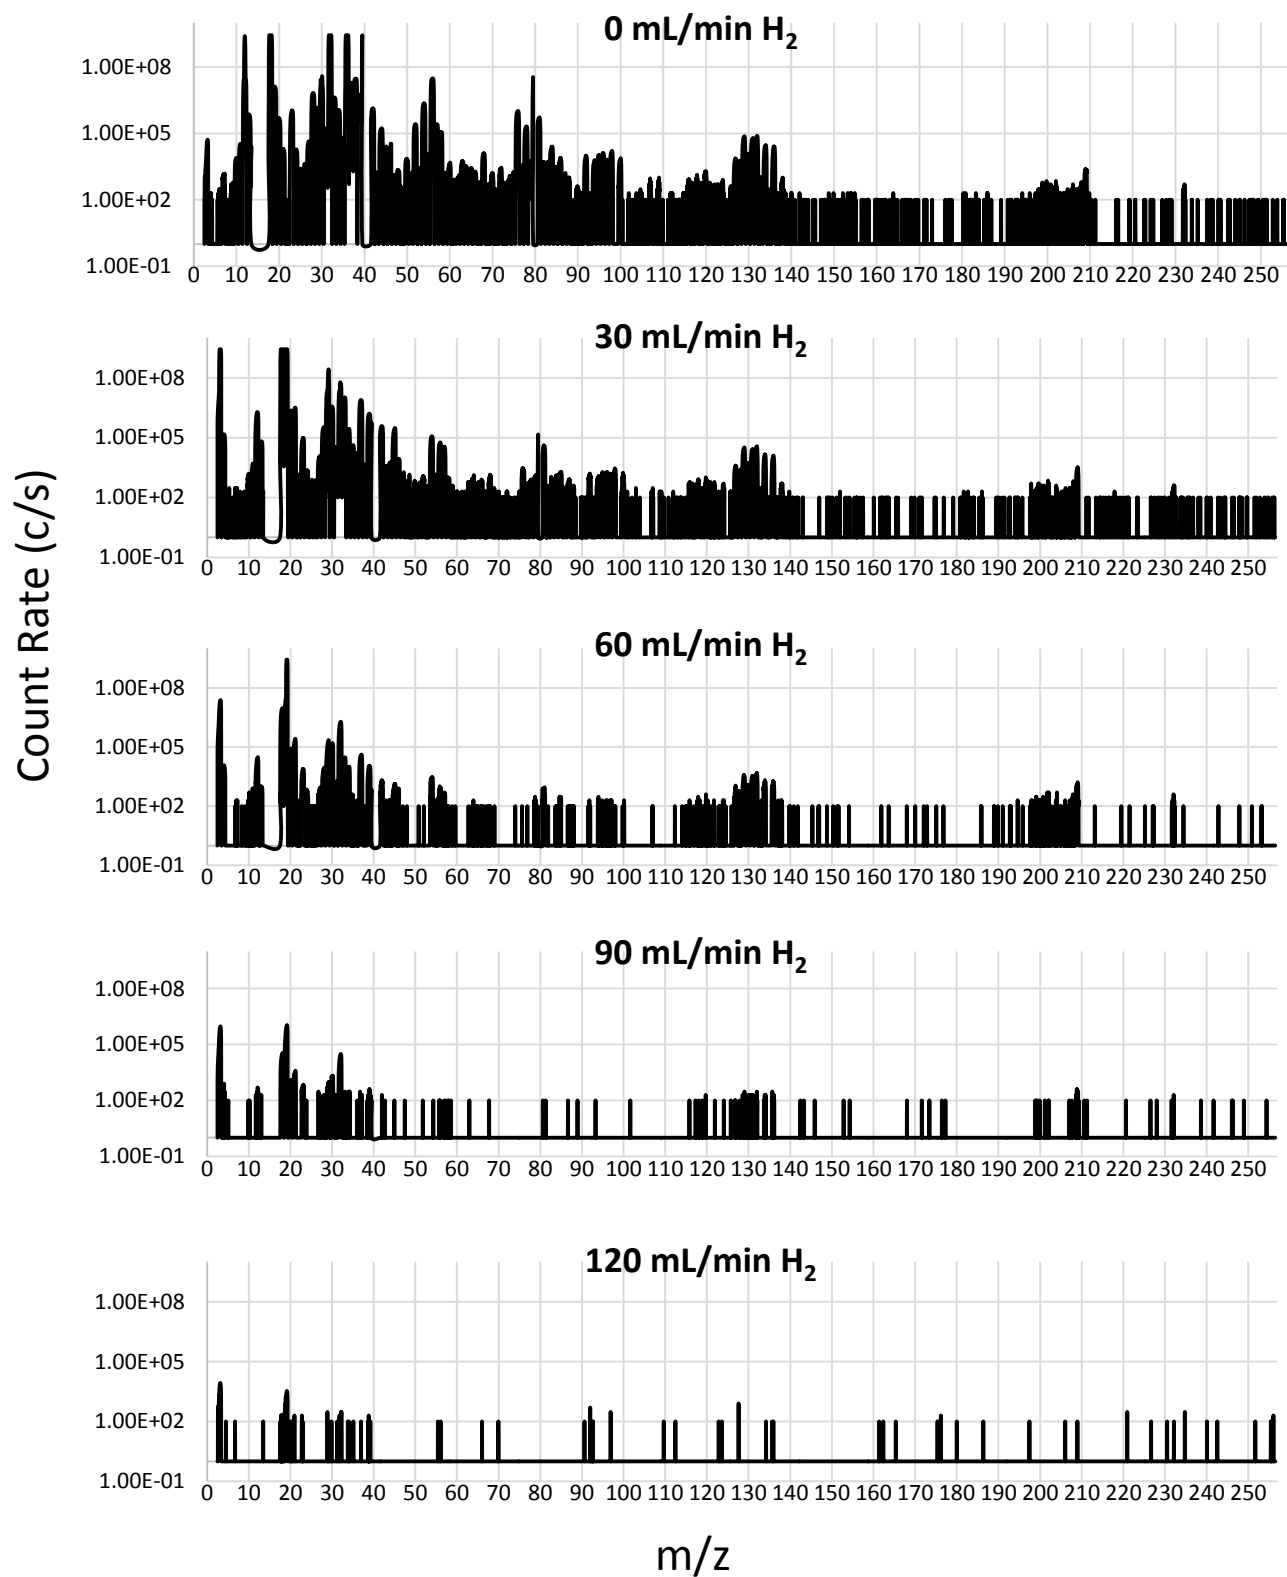 0 mL/min H₂
1.00E+08
1.00E+05
1.00E+02
1.00E-01
0 10 20 30 40 50 60 70 80 90 100 110 120 130 140 150 160 170 180 190 200 210 220 230 240 250
30 mL/min H₂
1.00E+08
1.00E+05
1.00E+02
1.00E-01
0 10 20 30 40 50 60 70 80 90 100 110 120 130 140 150 160 170 180 190 200 210 220 230 240 250
60 mL/min H₂
1.00E+08
1.00E+05
1.00E+02
1.00E-01
0 10 20 30 40 50 60 70 80 90 100 110 120 130 140 150 160 170 180 190 200 210 220 230 240 250
90 mL/min H₂
1.00E+08
1.00E+05
1.00E+02
1.00E-01
0 10 20 30 40 50 60 70 80 90 100 110 120 130 140 150 160 170 180 190 200 210 220 230 240 250
120 mL/min H₂
1.00E+08
1.00E+05
1.00E+02
1.00E-01
0 10 20 30 40 50 60 70 80 90 100 110 120 130 140 150 160 170 180 190 200 210 220 230 240 250
Count Rate (c/s)
m/z